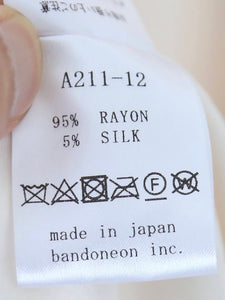 A211-12
95% RAYON
5% SILK
F
W
made in japan
bandoneon inc.